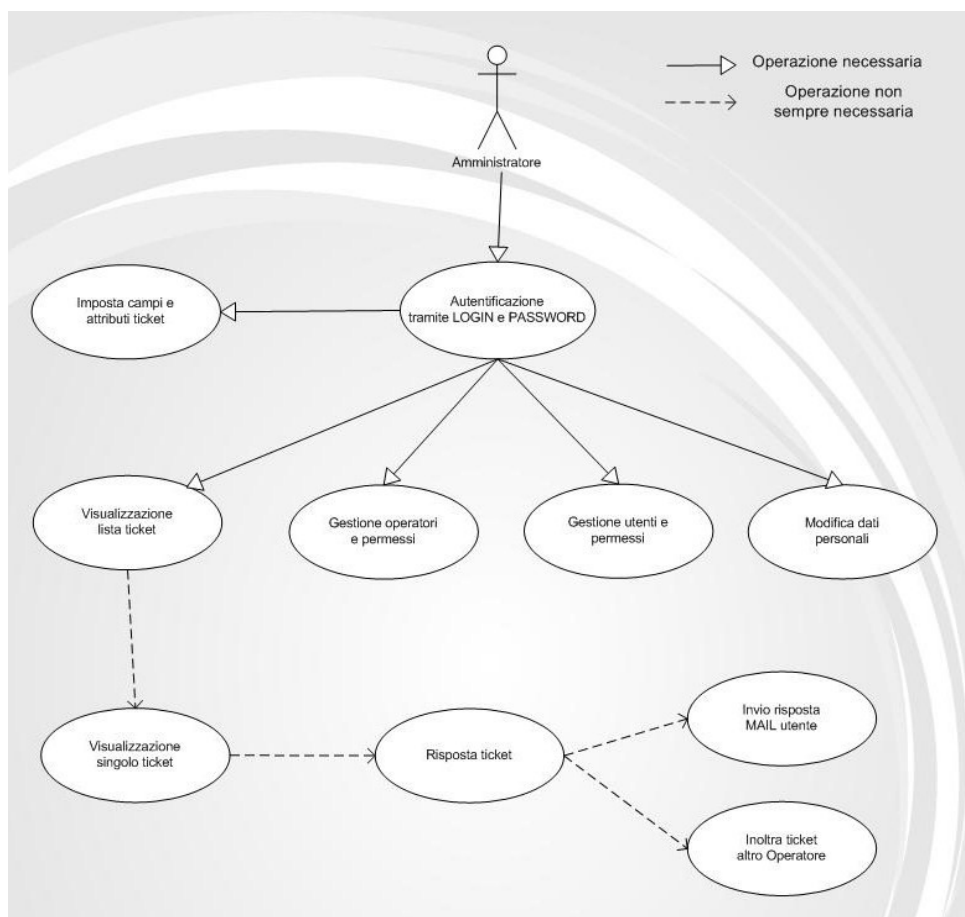 Operazione necessaria
Operazione non
sempre necessaria
Amministratore
Imposta campi e
attributi ticket
Autentificazione
tramite LOGIN e PASSWORD
Visualizzazione
lista ticket
Gestione operatori
e permessi
Gestione utenti e
permessi
Modifica dati
personali
Visualizzazione
singolo ticket
Risposta ticket
Invio risposta
MAIL utente
Inoltra ticket
altro Operatore